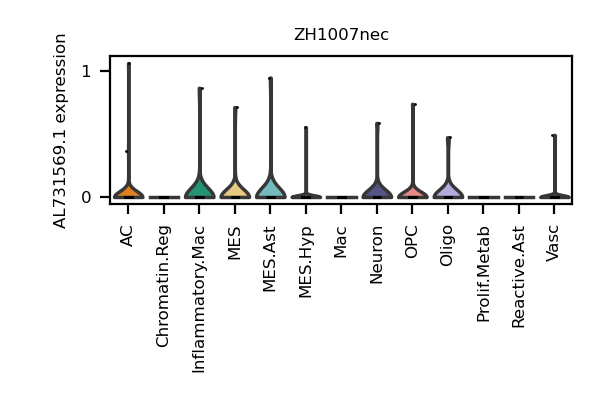 ZH1007nec
AL731569.1 expression
1
0
AC
Chromatin.Reg
Inflammatory.Mac
MES
MES.Ast
MES.Hyp
Mac
Neuron
OPC
Oligo
Prolif.Metab
Reactive.Ast
Vasc